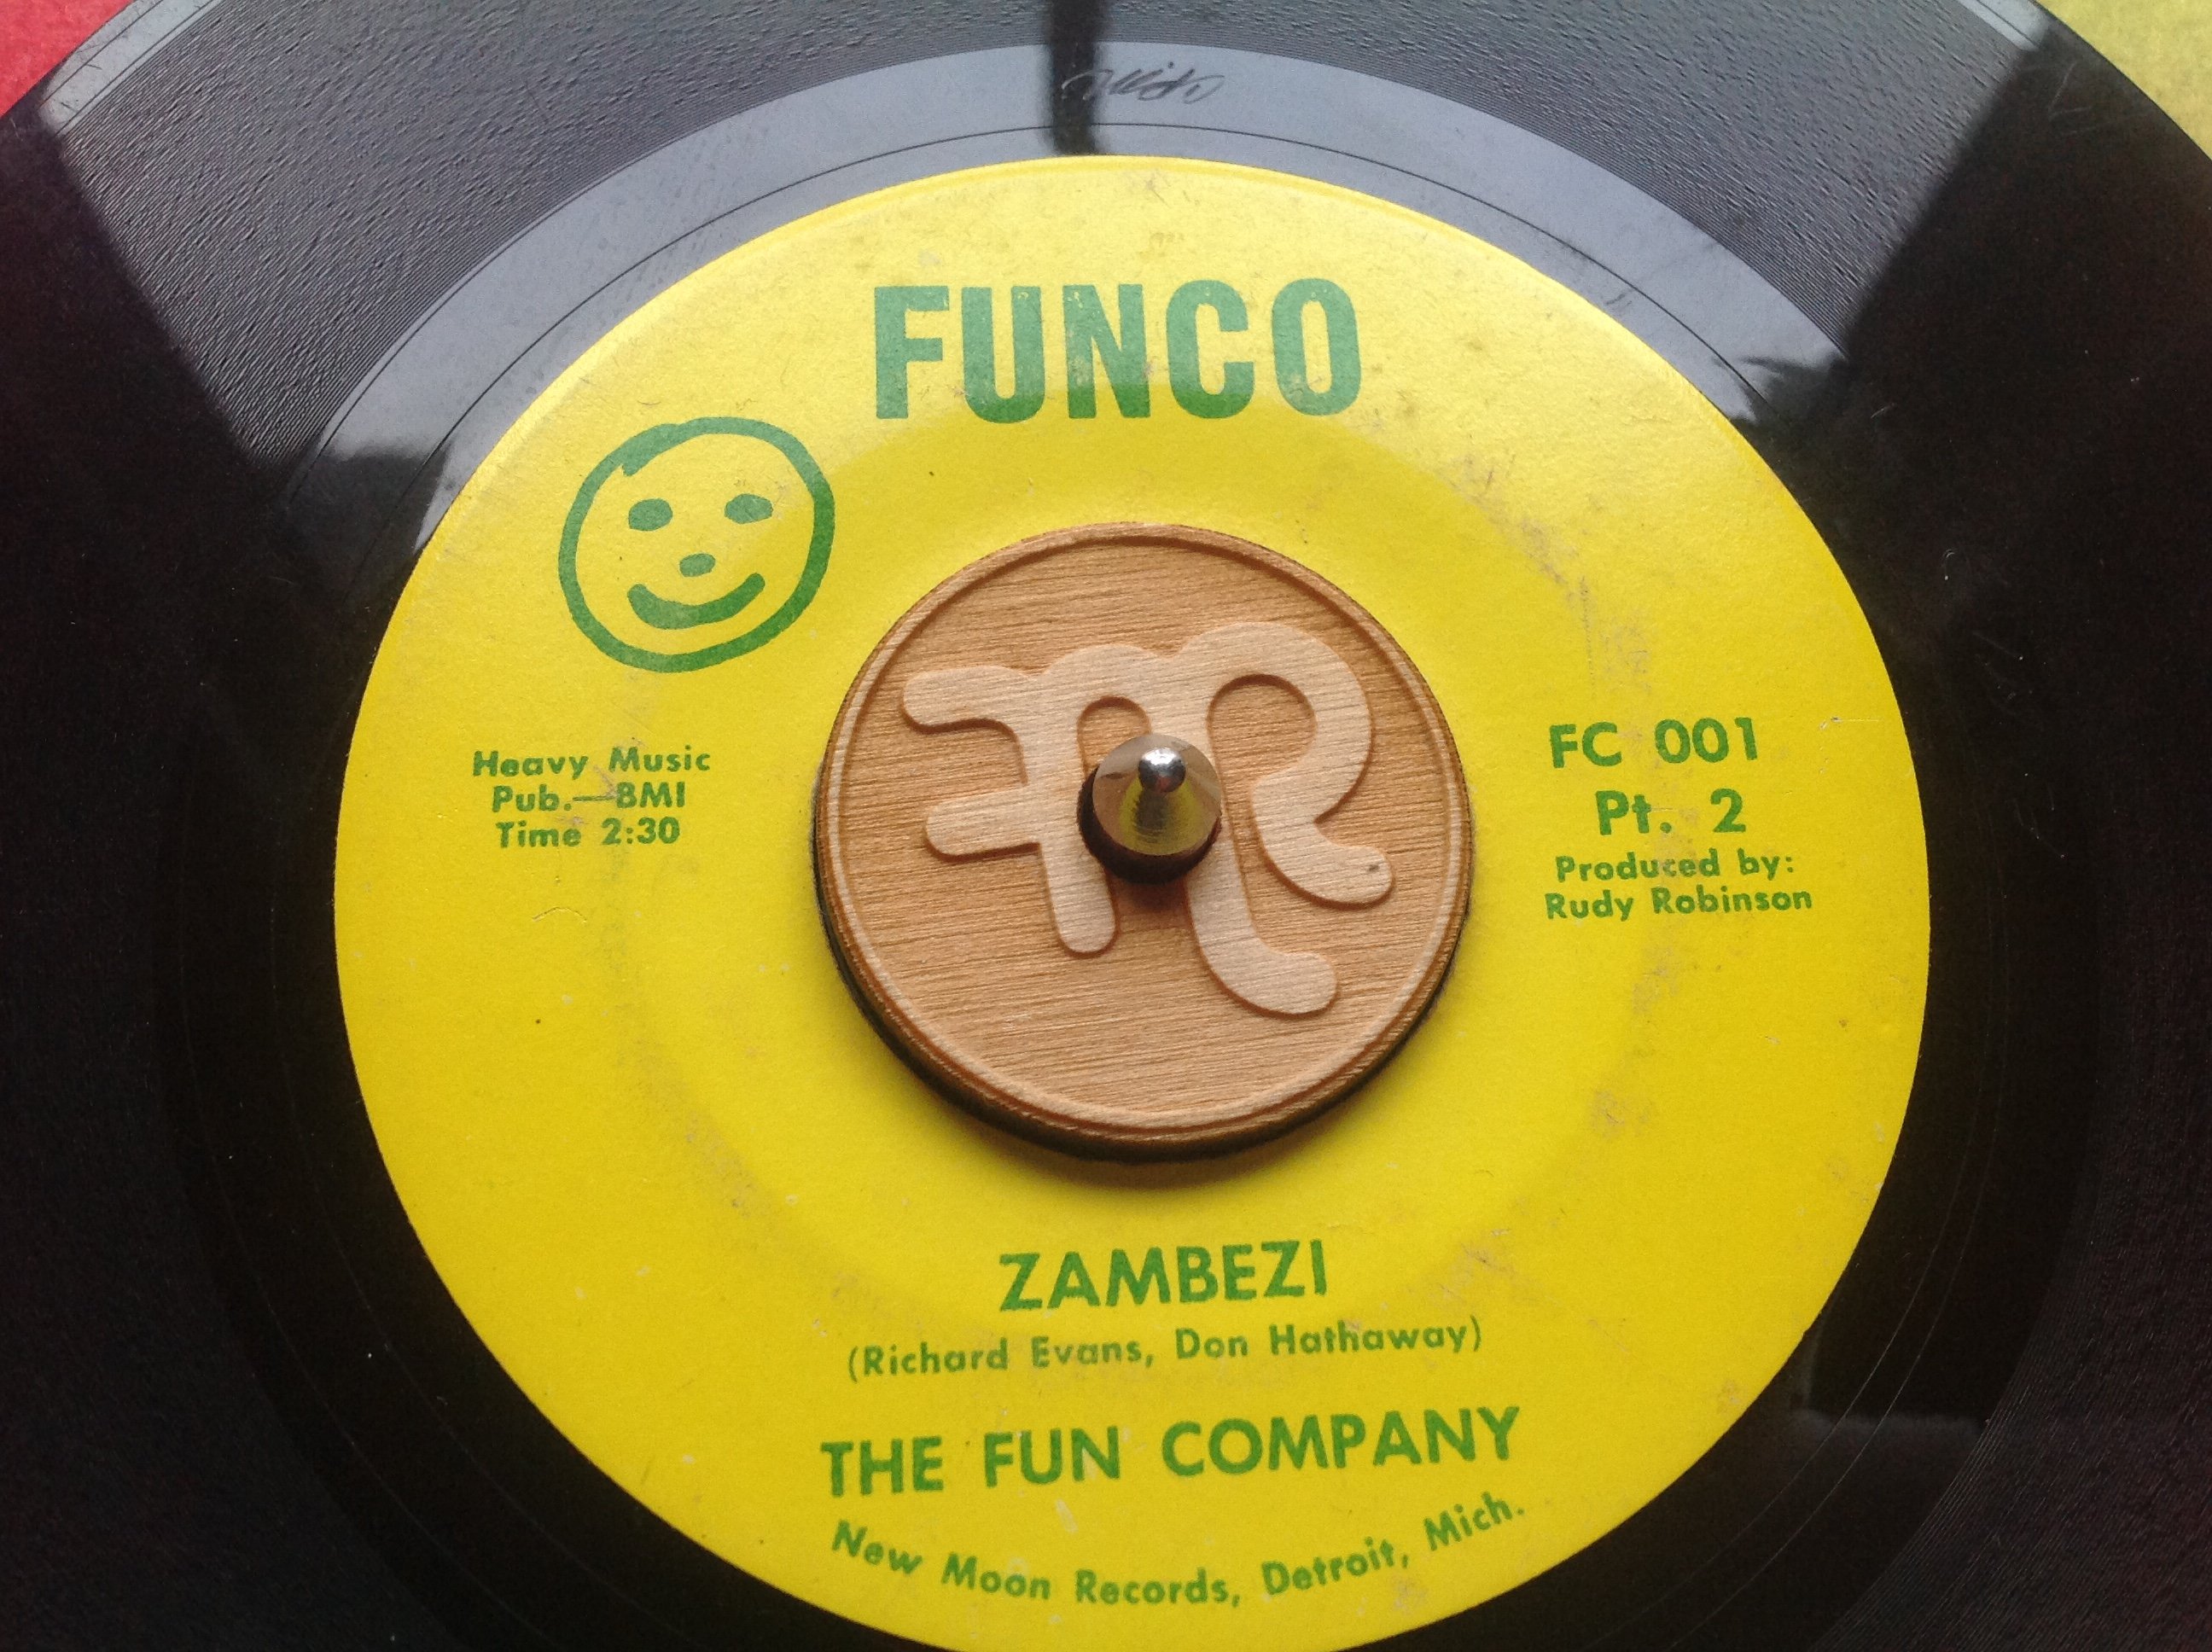 FUNCO
Heavy Music
Pub.—BMI
Time 2:30
FC 001
Pt. 2
Produced by:
Rudy Robinson
ZAMBEZI
(Richard Evans, Don Hathaway)
THE FUN COMPANY
New Moon Records, Detroit, Mich.